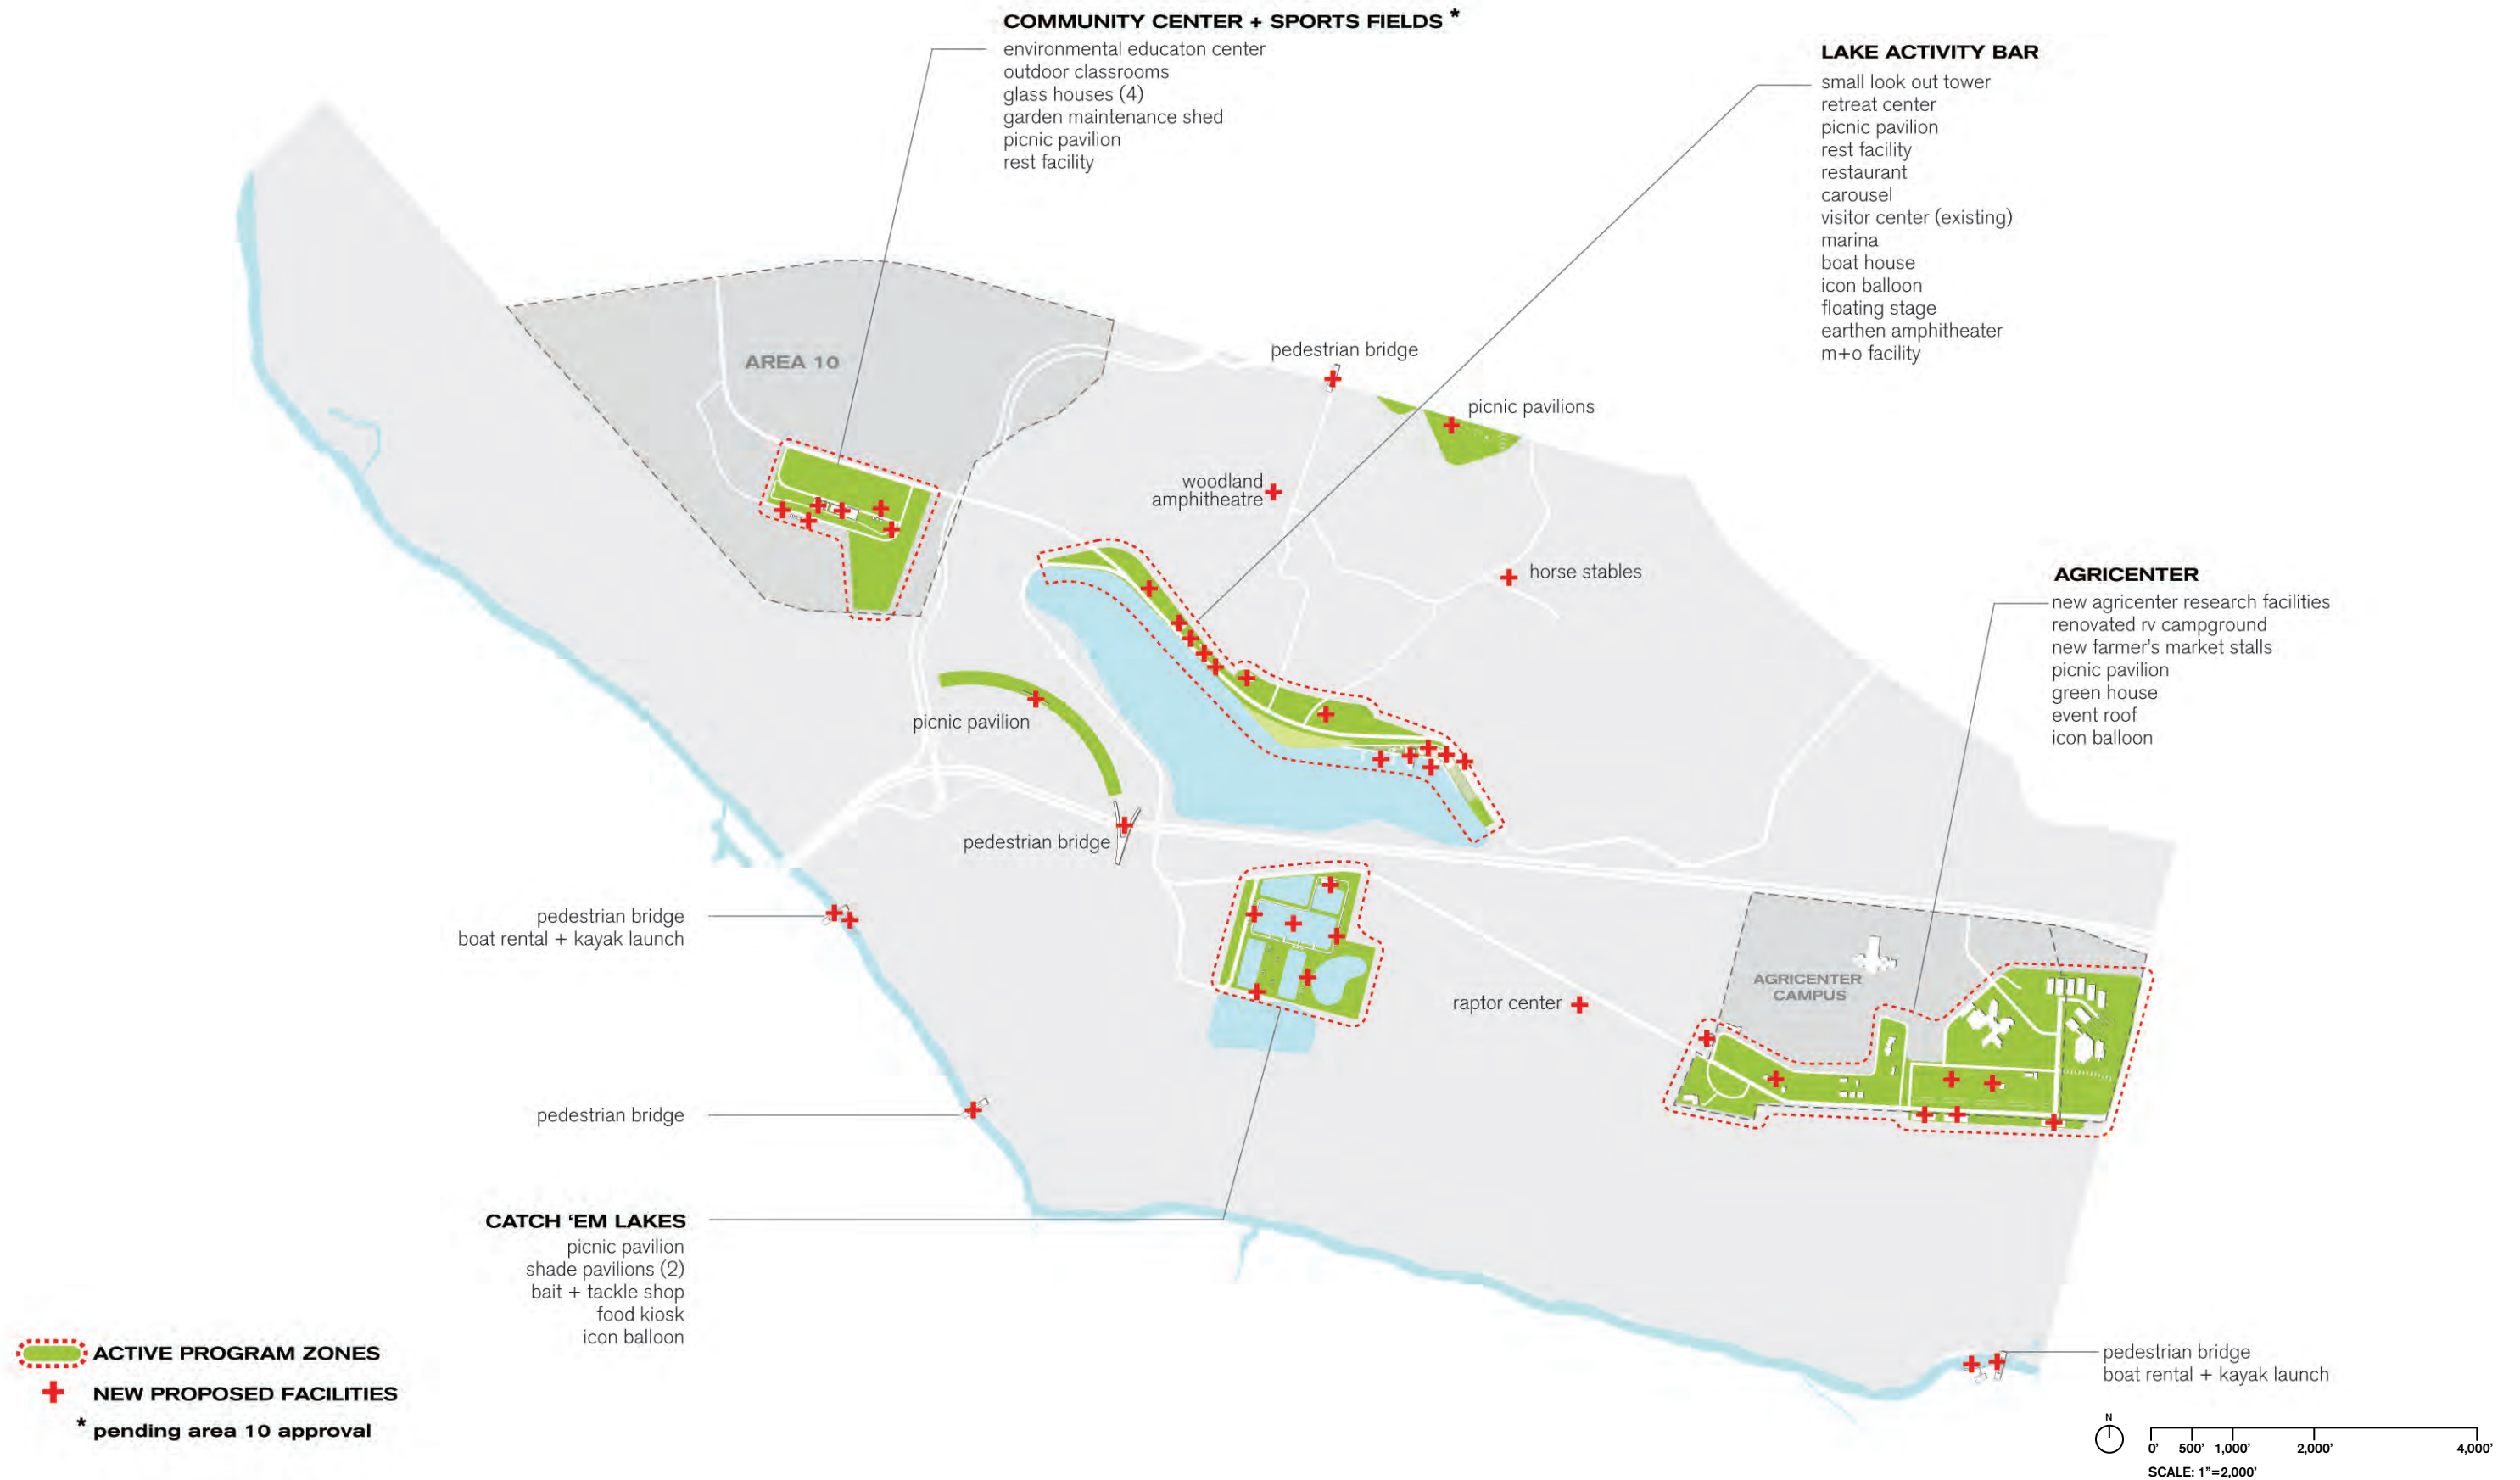 COMMUNITY CENTER + SPORTS FIELDS *
environmental educaton center
outdoor classrooms
glass houses (4)
garden maintenance shed
picnic pavilion
rest facility
LAKE ACTIVITY BAR
small look out tower
retreat center
picnic pavilion
rest facility
restaurant
carousel
visitor center (existing)
marina
boat house
icon balloon
floating stage
earthen amphitheater
m+o facility
AREA 10
pedestrian bridge
picnic pavilions
woodland
amphitheatre
horse stables
AGRICENTER
new agricenter research facilities
renovated rv campground
new farmer's market stalls
picnic pavilion
green house
event roof
icon balloon
picnic pavilion
pedestrian bridge
pedestrian bridge
boat rental + kayak launch
AGRICENTER
CAMPUS
raptor center
pedestrian bridge
CATCH ‘EM LAKES
picnic pavilion
shade pavilions (2)
bait + tackle shop
food kiosk
icon balloon
ACTIVE PROGRAM ZONES
NEW PROPOSED FACILITIES
* pending area 10 approval
pedestrian bridge
boat rental + kayak launch
N
0' 500' 1,000' 2,000' 4,000'
SCALE: 1"=2,000'